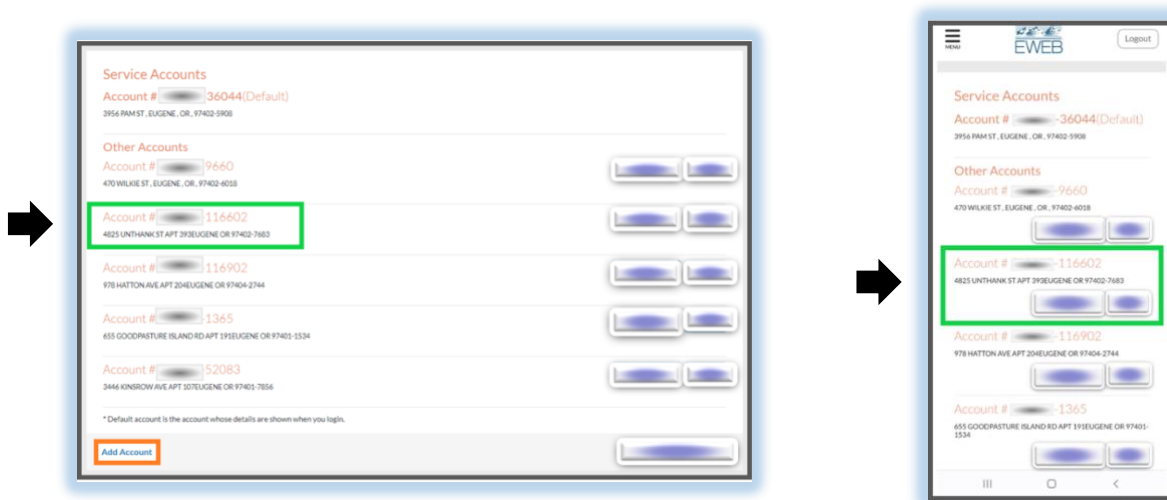 Service Accounts
Account # 36044(Default)
3956 PAM ST , EUGENE , OR , 97402-5908
Other Accounts
Account # 9660
470 WILKIE ST , EUGENE , OR , 97402-6018
Account # 116602
4825 UNTHANK ST APT 393EUGENE OR 97402-7683
Account # 116902
978 HATTON AVE APT 204EUGENE OR 97404-2744
Account # 1365
655 GOODPASTURE ISLAND RD APT 191EUGENE OR 97401-1534
Account # 52083
3446 KINSROW AVE APT 107EUGENE OR 97401-7856
* Default account is the account whose details are shown when you login.
Add Account
MENU
EWEB
Logout
Service Accounts
Account # -36044(Default)
3956 PAM ST , EUGENE , OR , 97402-5908
Other Accounts
Account # -9660
470 WILKIE ST , EUGENE , OR , 97402-6018
Account # -116602
4825 UNTHANK ST APT 393EUGENE OR 97402-7683
Account # -116902
978 HATTON AVE APT 204EUGENE OR 97404-2744
Account # -1365
655 GOODPASTURE ISLAND RD APT 191EUGENE OR 97401-
1534